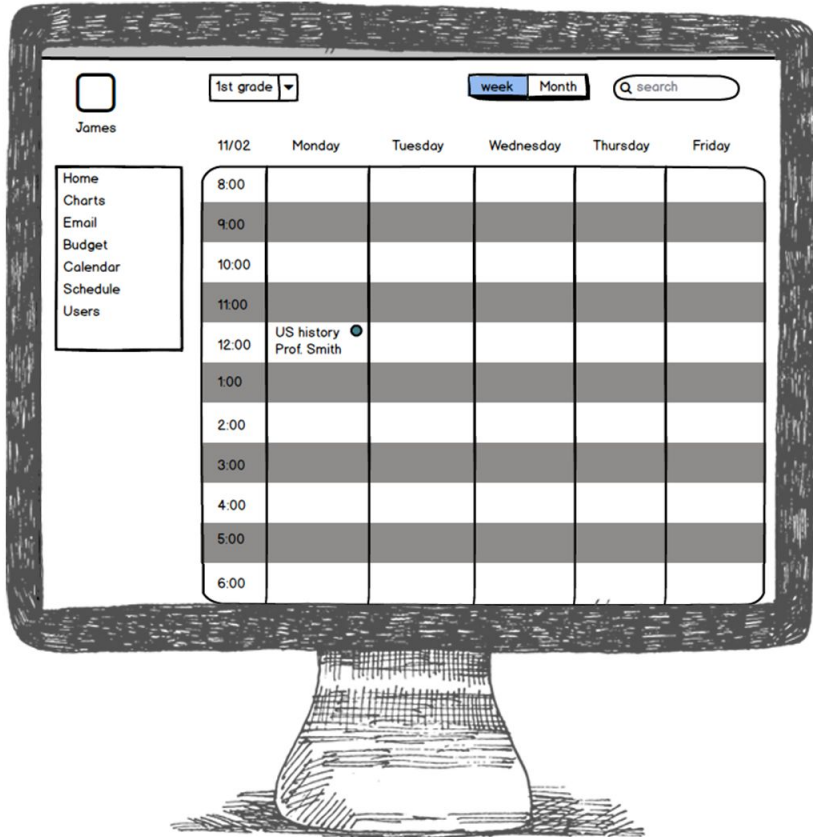 1st grade
week Month
search
James
11/02 Monday Tuesday Wednesday Thursday Friday
Home
Charts
Email
Budget
Calendar
Schedule
Users
8:00
9:00
10:00
11:00
12:00
US history
Prof. Smith
1:00
2:00
3:00
4:00
5:00
6:00